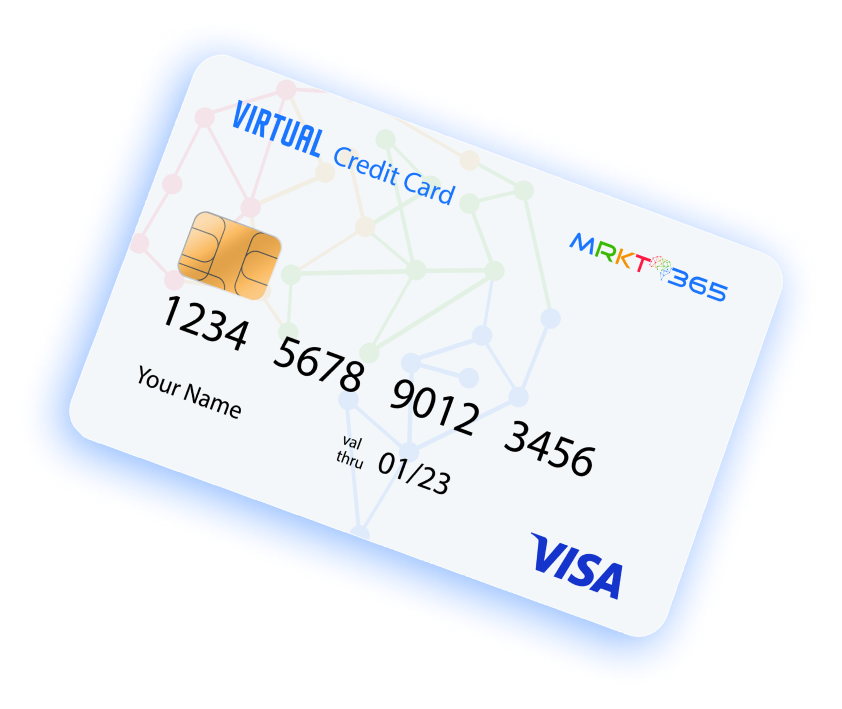 VIRTUAL Credit Card
MRKT365
1234 5678 9012 3456
Your Name
val
thru 01/23
VISA